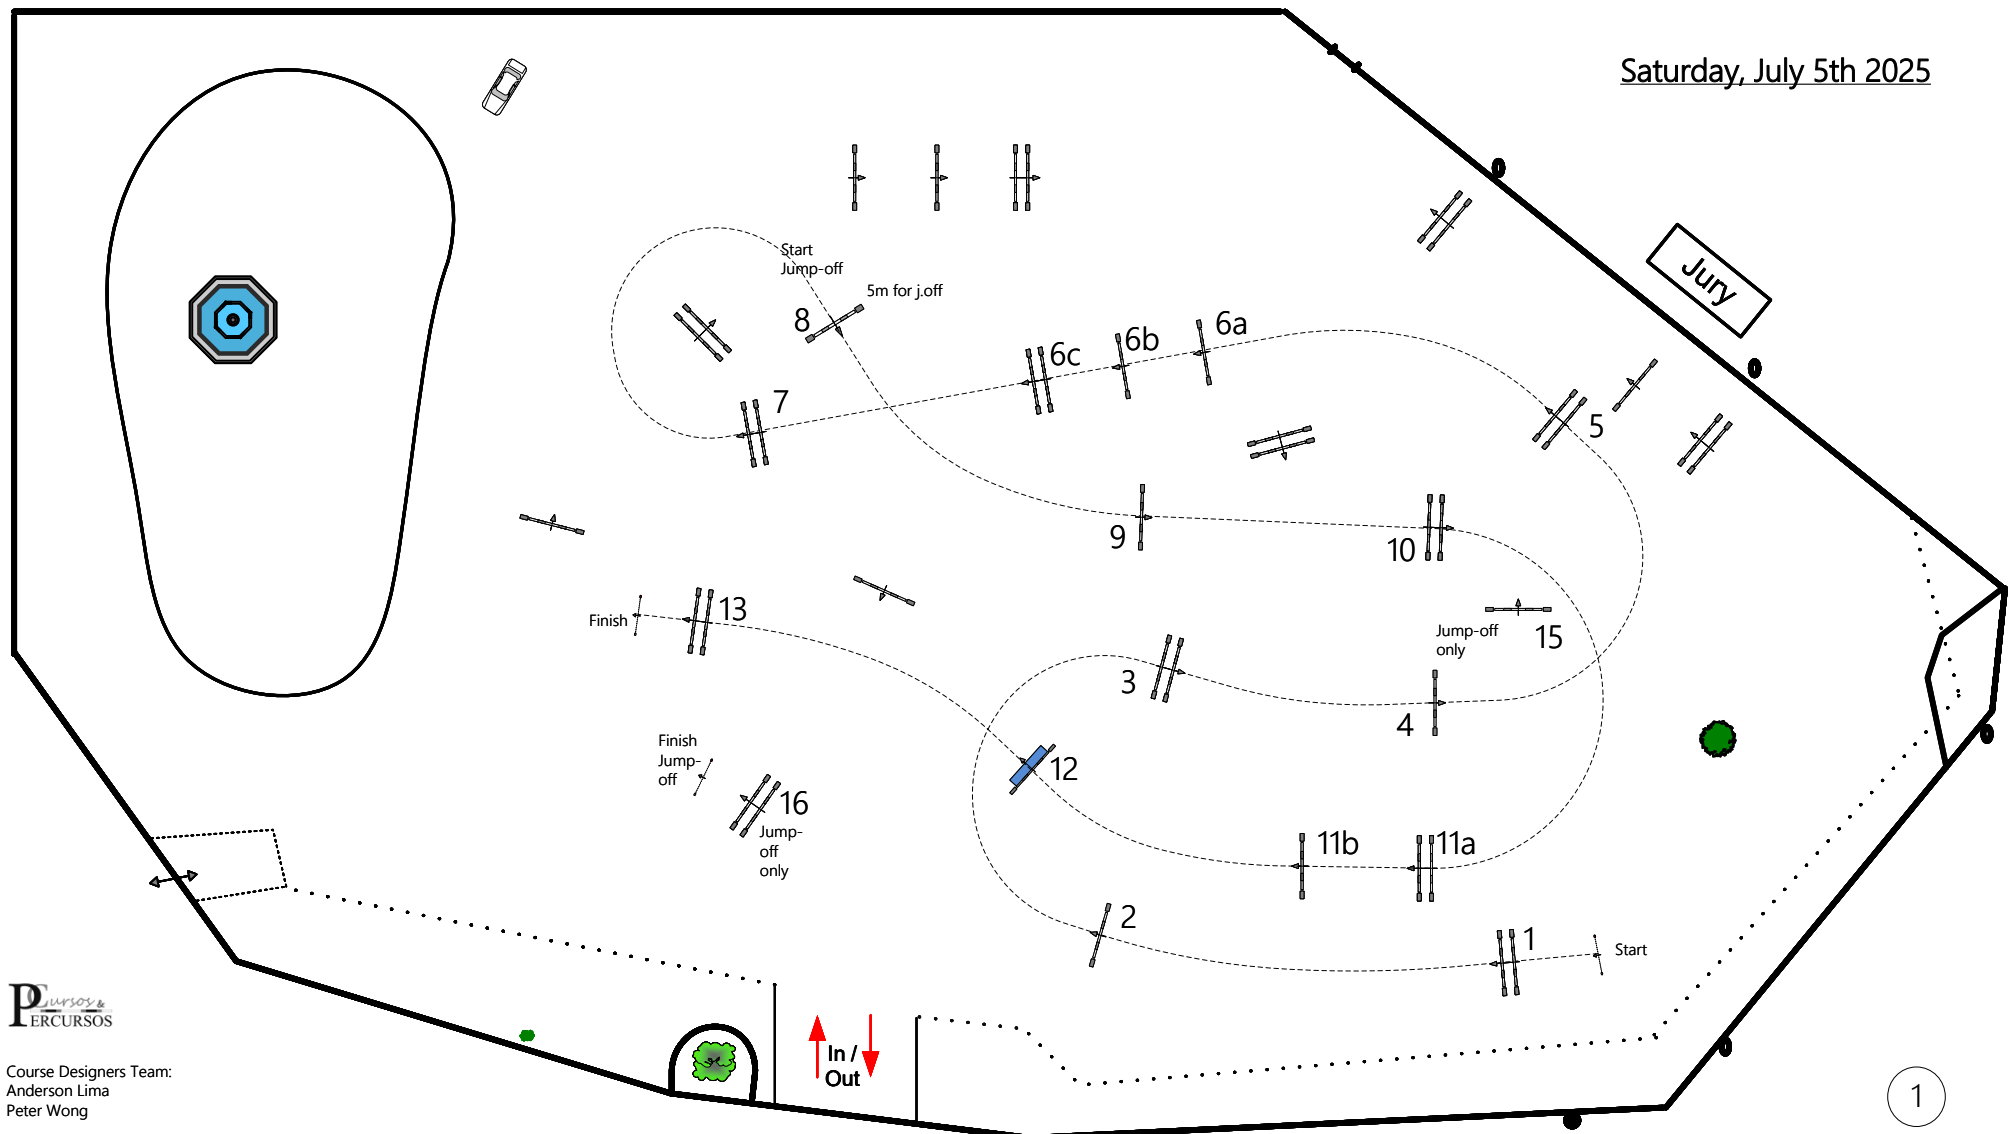 Saturday, July 5th 2025
Jury
Start
Jump-off
5m for j.off
8
6a
6b
6c
7
5
9
10
13
Finish
Jump-off
only
15
3
4
Finish
Jump-
off
12
16
Jump-
off
only
11b
11a
2
1
Start
PCursos &
ERCURSOS
In /
Out
Course Designers Team:
Anderson Lima
Peter Wong
1